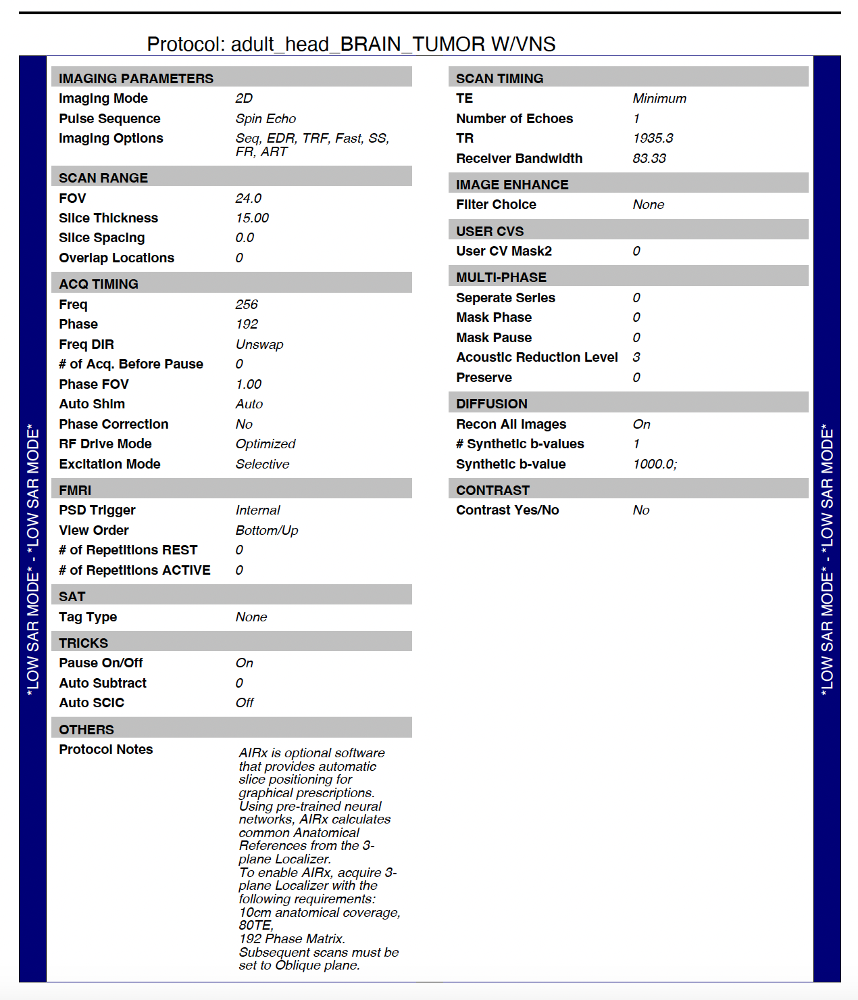 Protocol: adult_head_BRAIN_TUMOR W/VNS
*LOW SAR MODE* - *LOW SAR MODE*
IMAGING PARAMETERS
Imaging Mode 2D
Pulse Sequence Spin Echo
Imaging Options Seq, EDR, TRF, Fast, SS,
FR, ART
SCAN RANGE
FOV 24.0
Slice Thickness 15.00
Slice Spacing 0.0
Overlap Locations 0
ACQ TIMING
Freq 256
Phase 192
Freq DIR Unswap
# of Acq. Before Pause 0
Phase FOV 1.00
Auto Shim Auto
Phase Correction No
RF Drive Mode Optimized
Excitation Mode Selective
FMRI
PSD Trigger Internal
View Order Bottom/Up
# of Repetitions REST 0
# of Repetitions ACTIVE 0
SAT
Tag Type None
TRICKS
Pause On/Off On
Auto Subtract 0
Auto SCIC Off
OTHERS
Protocol Notes AIRx is optional software
that provides automatic
slice positioning for
graphical prescriptions.
Using pre-trained neural
networks, AIRx calculates
common Anatomical
References from the 3-
plane Localizer.
To enable AIRx, acquire 3-
plane Localizer with the
following requirements:
10cm anatomical coverage,
80TE,
192 Phase Matrix.
Subsequent scans must be
set to Oblique plane.
SCAN TIMING
TE Minimum
Number of Echoes 1
TR 1935.3
Receiver Bandwidth 83.33
IMAGE ENHANCE
Filter Choice None
USER CVS
User CV Mask2 0
MULTI-PHASE
Seperate Series 0
Mask Phase 0
Mask Pause 0
Acoustic Reduction Level 3
Preserve 0
DIFFUSION
Recon All Images On
# Synthetic b-values 1
Synthetic b-value 1000.0;
CONTRAST
Contrast Yes/No No
*LOW SAR MODE* - *LOW SAR MODE*